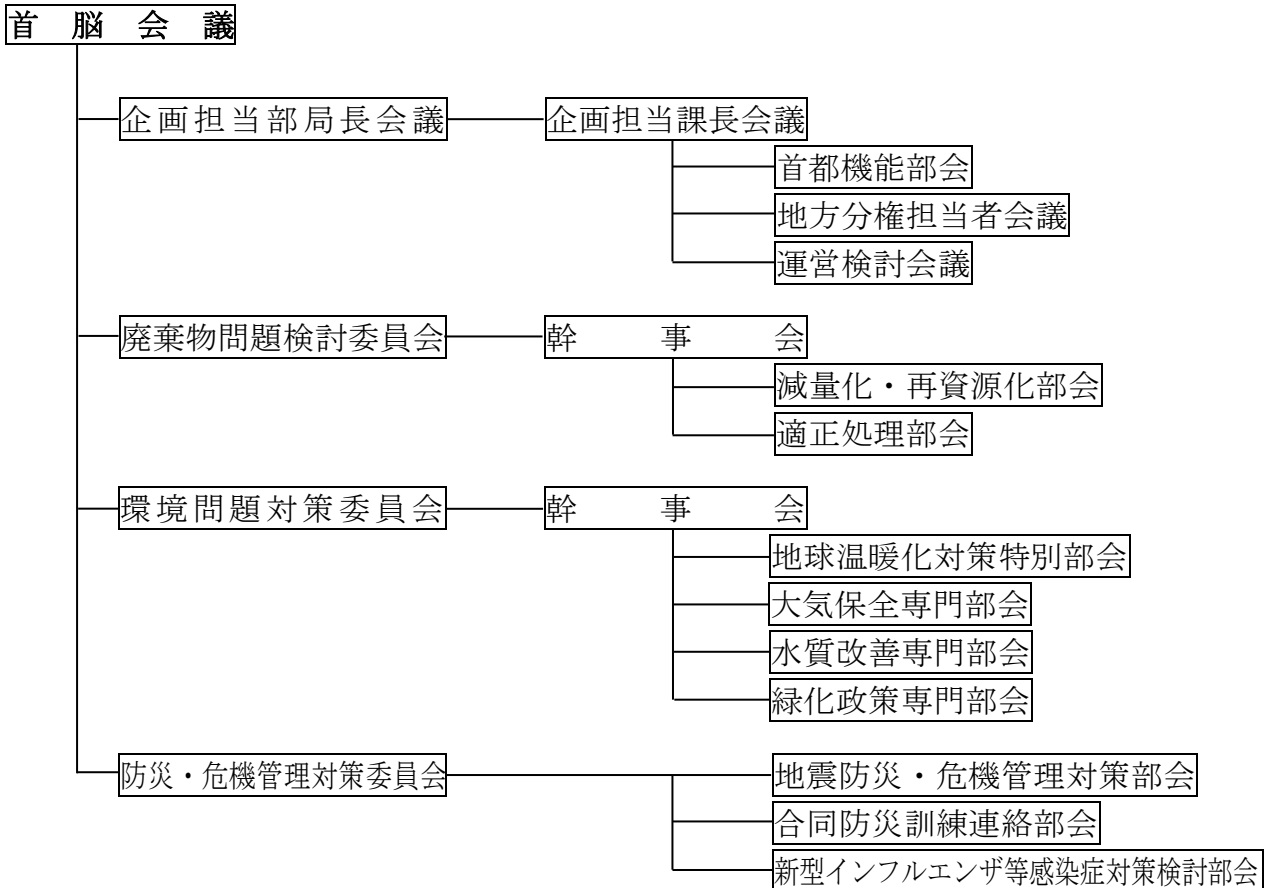 首脳会議
企画担当部局長会議 企画担当課長会議
首都機能部会
地方分権担当者会議
運営検討会議
廃棄物問題検討委員会 幹事会
減量化・再資源化部会
適正処理部会
環境問題対策委員会 幹事会
地球温暖化対策特別部会
大気保全専門部会
水質改善専門部会
緑化政策専門部会
防災・危機管理対策委員会 地震防災・危機管理対策部会
合同防災訓練連絡部会
新型インフルエンザ等感染症対策検討部会